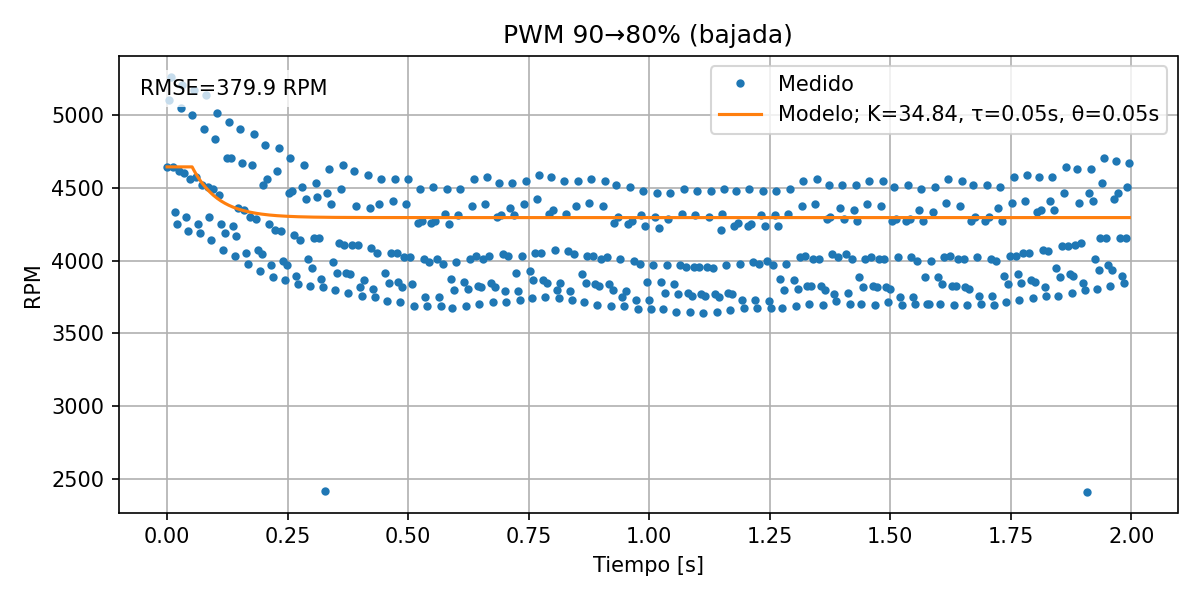 PWM 90→80% (bajada)
RMSE=379.9 RPM
Medido
Modelo; K=34.84, τ=0.05s, θ=0.05s
5000
4500
4000
3500
3000
2500
RPM
0.00 0.25 0.50 0.75 1.00 1.25 1.50 1.75 2.00
Tiempo [s]